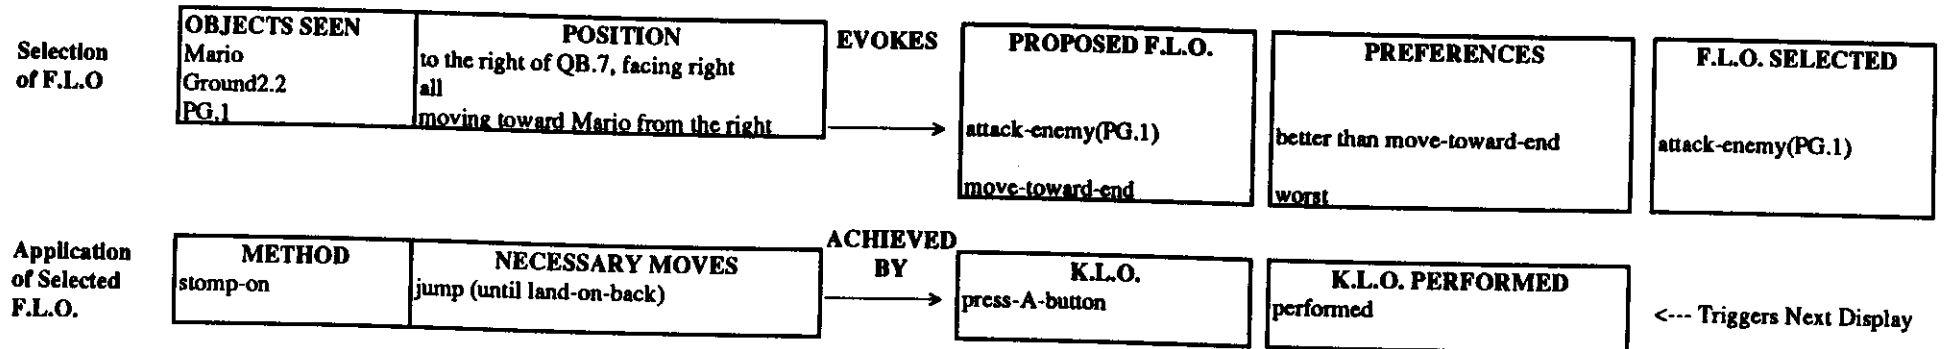 Selection
of F.L.O
OBJECTS SEEN
Mario
Ground2.2
PG.1
POSITION
to the right of QB.7, facing right
all
moving toward Mario from the right
EVOKES
PROPOSED F.L.O.
attack-enemy(PG.1)
move-toward-end
PREFERENCES
better than move-toward-end
worst
F.L.O. SELECTED
attack-enemy(PG.1)
Application
of Selected
F.L.O.
METHOD
stomp-on
NECESSARY MOVES
jump (until land-on-back)
ACHIEVED
BY
K.L.O.
press-A-button
K.L.O. PERFORMED
performed
<--- Triggers Next Display